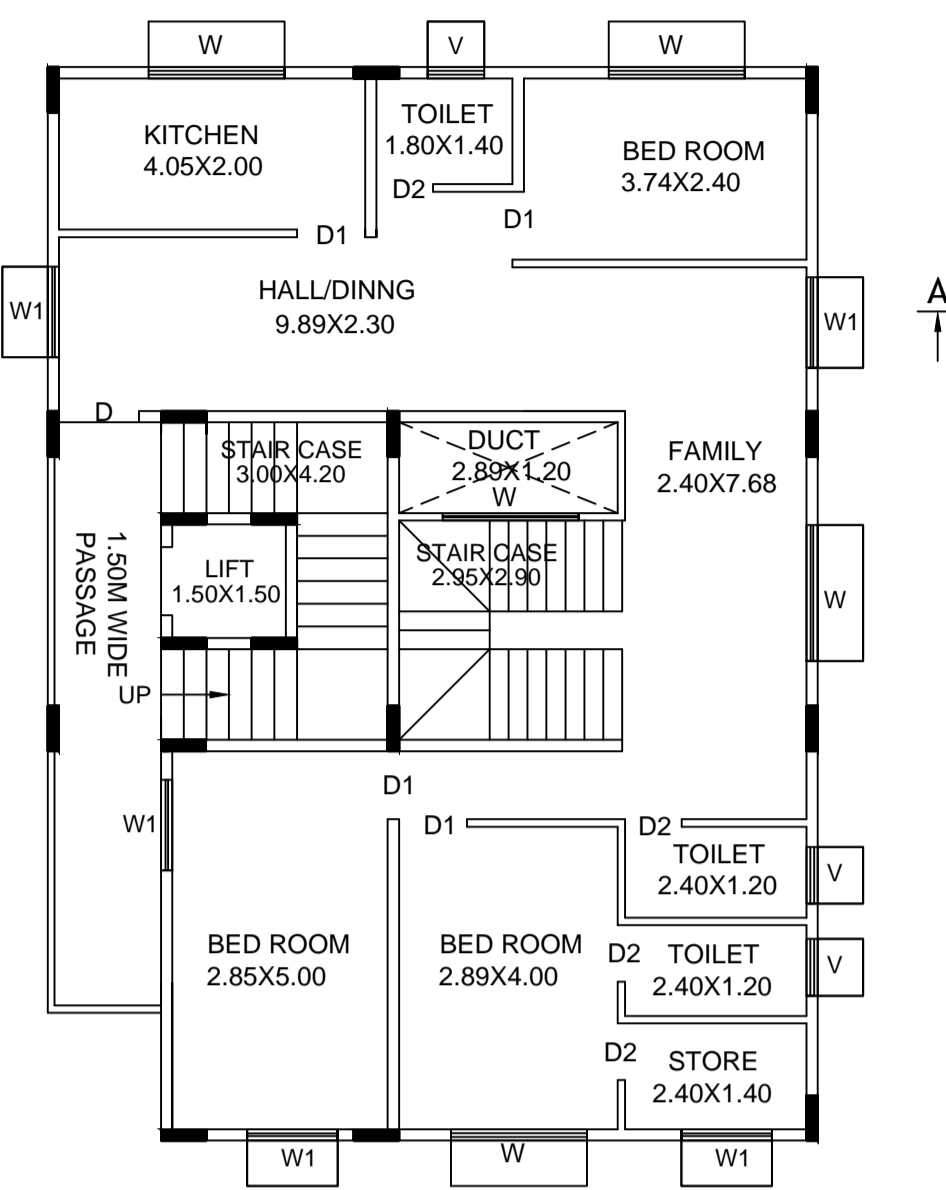 W
V
W
KITCHEN
4.05X2.00
TOILET
1.80X1.40
BED ROOM
3.74X2.40
D2
D1
D1
HALL/DINNG
9.89X2.30
W1
W1
A
D
STAIR CASE
3.00X4.20
DUCT
2.89X1.20
W
FAMILY
2.40X7.68
1.50M WIDE
PASSAGE
LIFT
1.50X1.50
STAIR CASE
2.95X2.90
W
UP
D1
W1
D1
D2
TOILET
2.40X1.20
V
BED ROOM
2.85X5.00
BED ROOM
2.89X4.00
D2
TOILET
2.40X1.20
V
D2
STORE
2.40X1.40
W1
W
W1